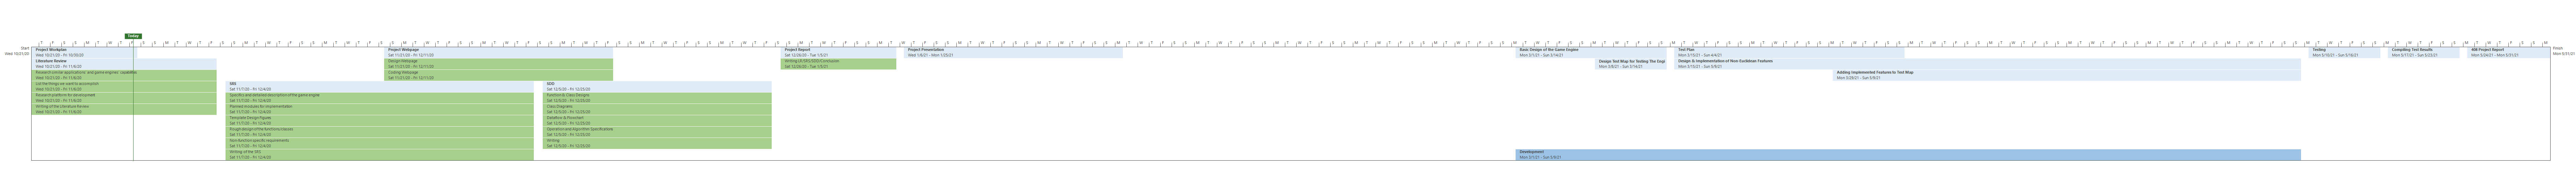 Today
Start
Wed 10/21/20
Project Workplan
Wed 10/21/20 - Fri 10/30/20
Literature Review
Wed 10/21/20 - Fri 11/6/20
Research similar applications' and game engines' capabilities
Wed 10/21/20 - Fri 11/6/20
List the things we want to accomplish
Wed 10/21/20 - Fri 11/6/20
Research platform for development
Wed 10/21/20 - Fri 11/6/20
Writing of the Literature Review
Wed 10/21/20 - Fri 11/6/20
SRS
Sat 11/7/20 - Fri 12/4/20
Specifics and detailed description of the game engine
Sat 11/7/20 - Fri 12/4/20
Planned modules for implementation
Sat 11/7/20 - Fri 12/4/20
Template Design Figures
Sat 11/7/20 - Fri 12/4/20
Rough design of the functions/classes
Sat 11/7/20 - Fri 12/4/20
Non-function specific requirements
Sat 11/7/20 - Fri 12/4/20
Writing of the SRS
Sat 11/7/20 - Fri 12/4/20
Project Webpage
Sat 11/21/20 - Fri 12/11/20
Design Webpage
Sat 11/21/20 - Fri 12/11/20
Coding Webpage
Sat 11/21/20 - Fri 12/11/20
SDD
Sat 12/5/20 - Fri 12/25/20
Function & Class Designs
Sat 12/5/20 - Fri 12/25/20
Class Diagrams
Sat 12/5/20 - Fri 12/25/20
Dataflow & Flowchart
Sat 12/5/20 - Fri 12/25/20
Operation and Algorithm Specifications
Sat 12/5/20 - Fri 12/25/20
Writing
Sat 12/5/20 - Fri 12/25/20
Project Report
Sat 12/26/20 - Tue 1/5/21
Writing LR/SRS/SDD/Conclusion
Sat 12/26/20 - Tue 1/5/21
Project Presentation
Wed 1/6/21 - Mon 1/25/21
Basic Design of the Game Engine
Mon 3/1/21 - Sun 3/14/21
Design Test Map for Testing The Engi
Mon 3/8/21 - Sun 3/14/21
Test Plan
Mon 3/15/21 - Sun 4/4/21
Design & Implementation of Non-Euclidean Features
Mon 3/15/21 - Sun 5/9/21
Adding Implemented Features to Test Map
Mon 3/29/21 - Sun 5/9/21
Development
Mon 3/1/21 - Sun 5/9/21
Testing
Mon 5/10/21 - Sun 5/16/21
Compiling Test Results
Mon 5/17/21 - Sun 5/23/21
408 Project Report
Mon 5/24/21 - Mon 5/31/21
Finish
Mon 5/31/21